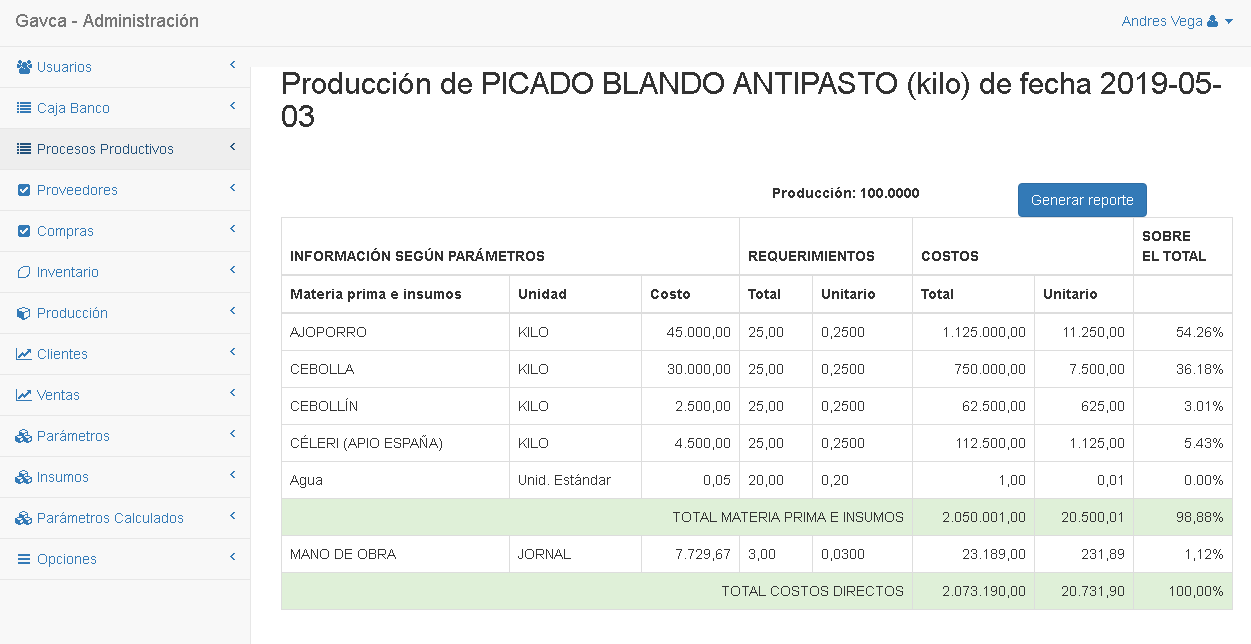 Gavca - Administración
Andres Vega
Usuarios
Caja Banco
Procesos Productivos
Proveedores
Compras
Inventario
Producción
Clientes
Ventas
Parámetros
Insumos
Parámetros Calculados
Opciones
Producción de PICADO BLANDO ANTIPASTO (kilo) de fecha 2019-05-
03
Producción: 100.0000
Generar reporte
INFORMACIÓN SEGÚN PARÁMETROS REQUERIMIENTOS COSTOS SOBRE
EL TOTAL
Materia prima e insumos Unidad Costo Total Unitario Total Unitario
AJOPORRO KILO 45.000,00 25,00 0,2500 1.125.000,00 11.250,00 54.26%
CEBOLLA KILO 30.000,00 25,00 0,2500 750.000,00 7.500,00 36.18%
CEBOLLÍN KILO 2.500,00 25,00 0,2500 62.500,00 625,00 3.01%
CÉLERI (APIO ESPAÑA) KILO 4.500,00 25,00 0,2500 112.500,00 1.125,00 5.43%
Agua Unid. Estándar 0,05 20,00 0,20 1,00 0,01 0.00%
TOTAL MATERIA PRIMA E INSUMOS 2.050.001,00 20.500,01 98,88%
MANO DE OBRA JORNAL 7.729,67 3,00 0,0300 23.189,00 231,89 1,12%
TOTAL COSTOS DIRECTOS 2.073.190,00 20.731,90 100,00%